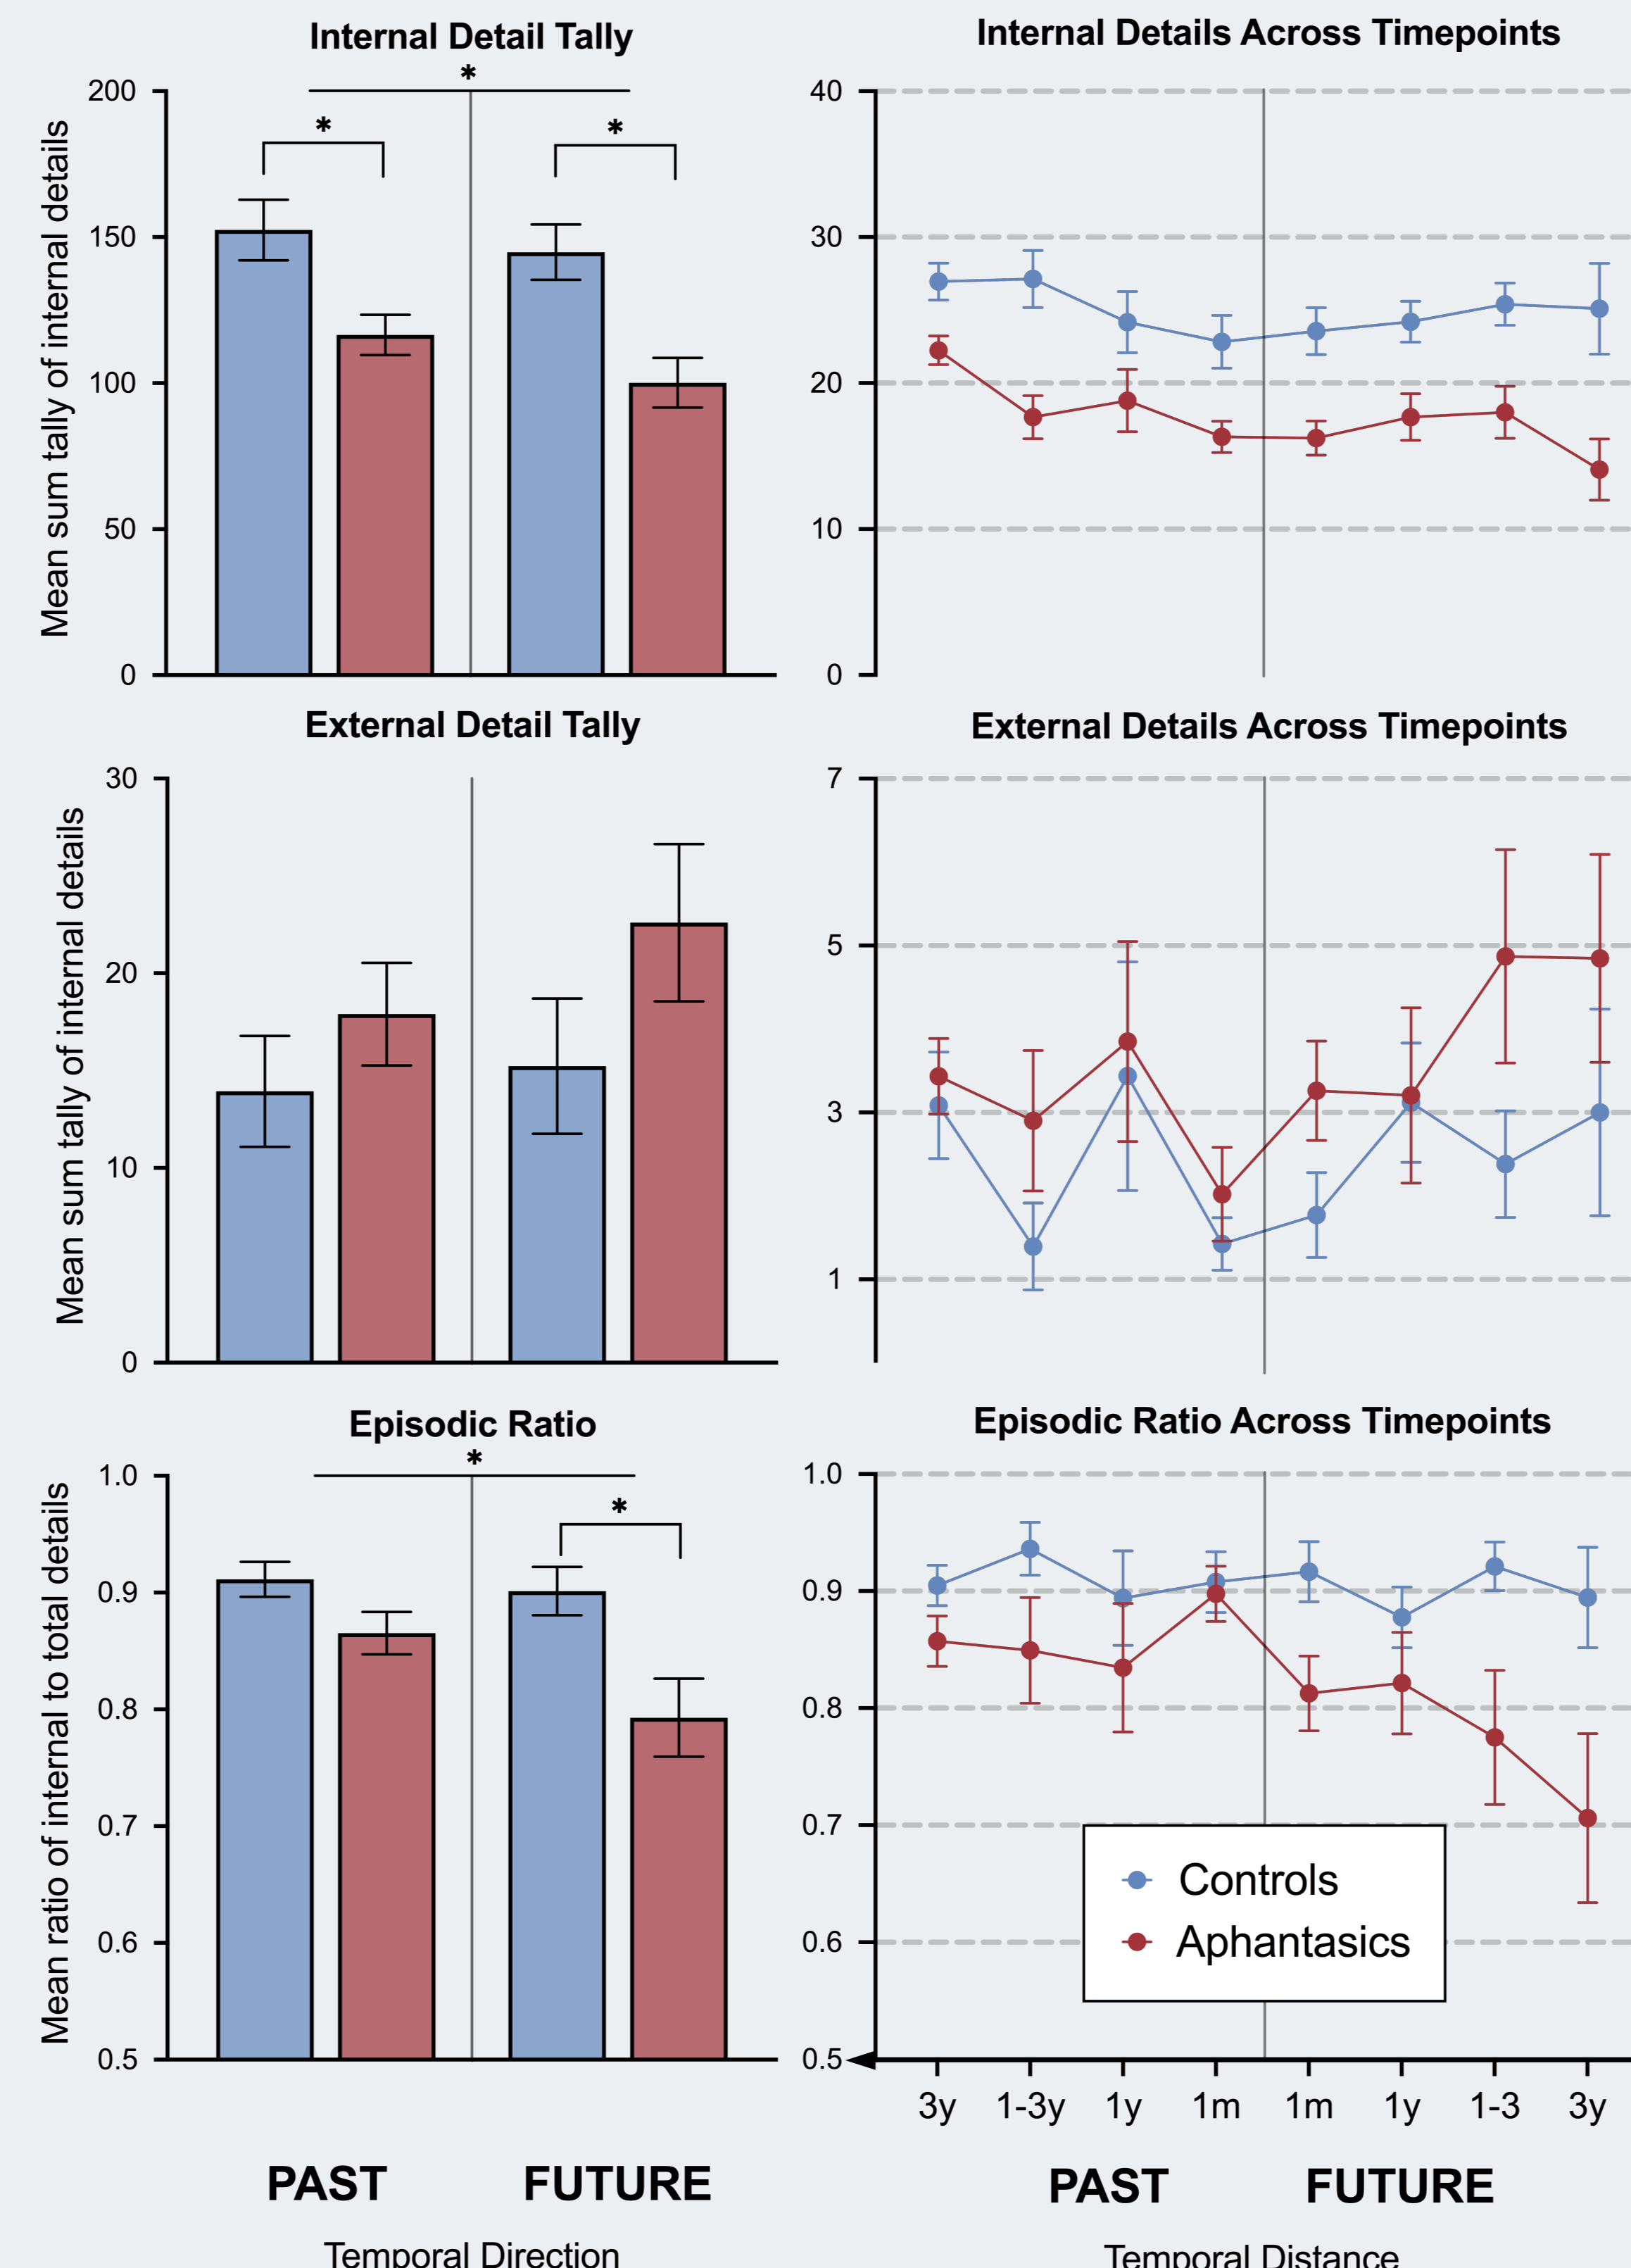 Internal Detail Tally
*
*
*
200
150
100
50
0
Mean sum tally of internal details
Internal Details Across Timepoints
40
30
20
10
0
External Detail Tally
30
20
10
0
Mean sum tally of internal details
External Details Across Timepoints
7
5
3
1
Episodic Ratio
*
*
1.0
0.9
0.8
0.7
0.6
0.5
Mean ratio of internal to total details
PAST FUTURE
Temporal Direction
Episodic Ratio Across Timepoints
1.0
0.9
0.8
0.7
0.6
0.5
Controls
Aphantasics
3y 1-3y 1y 1m 1m 1y 1-3 3y
PAST FUTURE
Temporal Distance